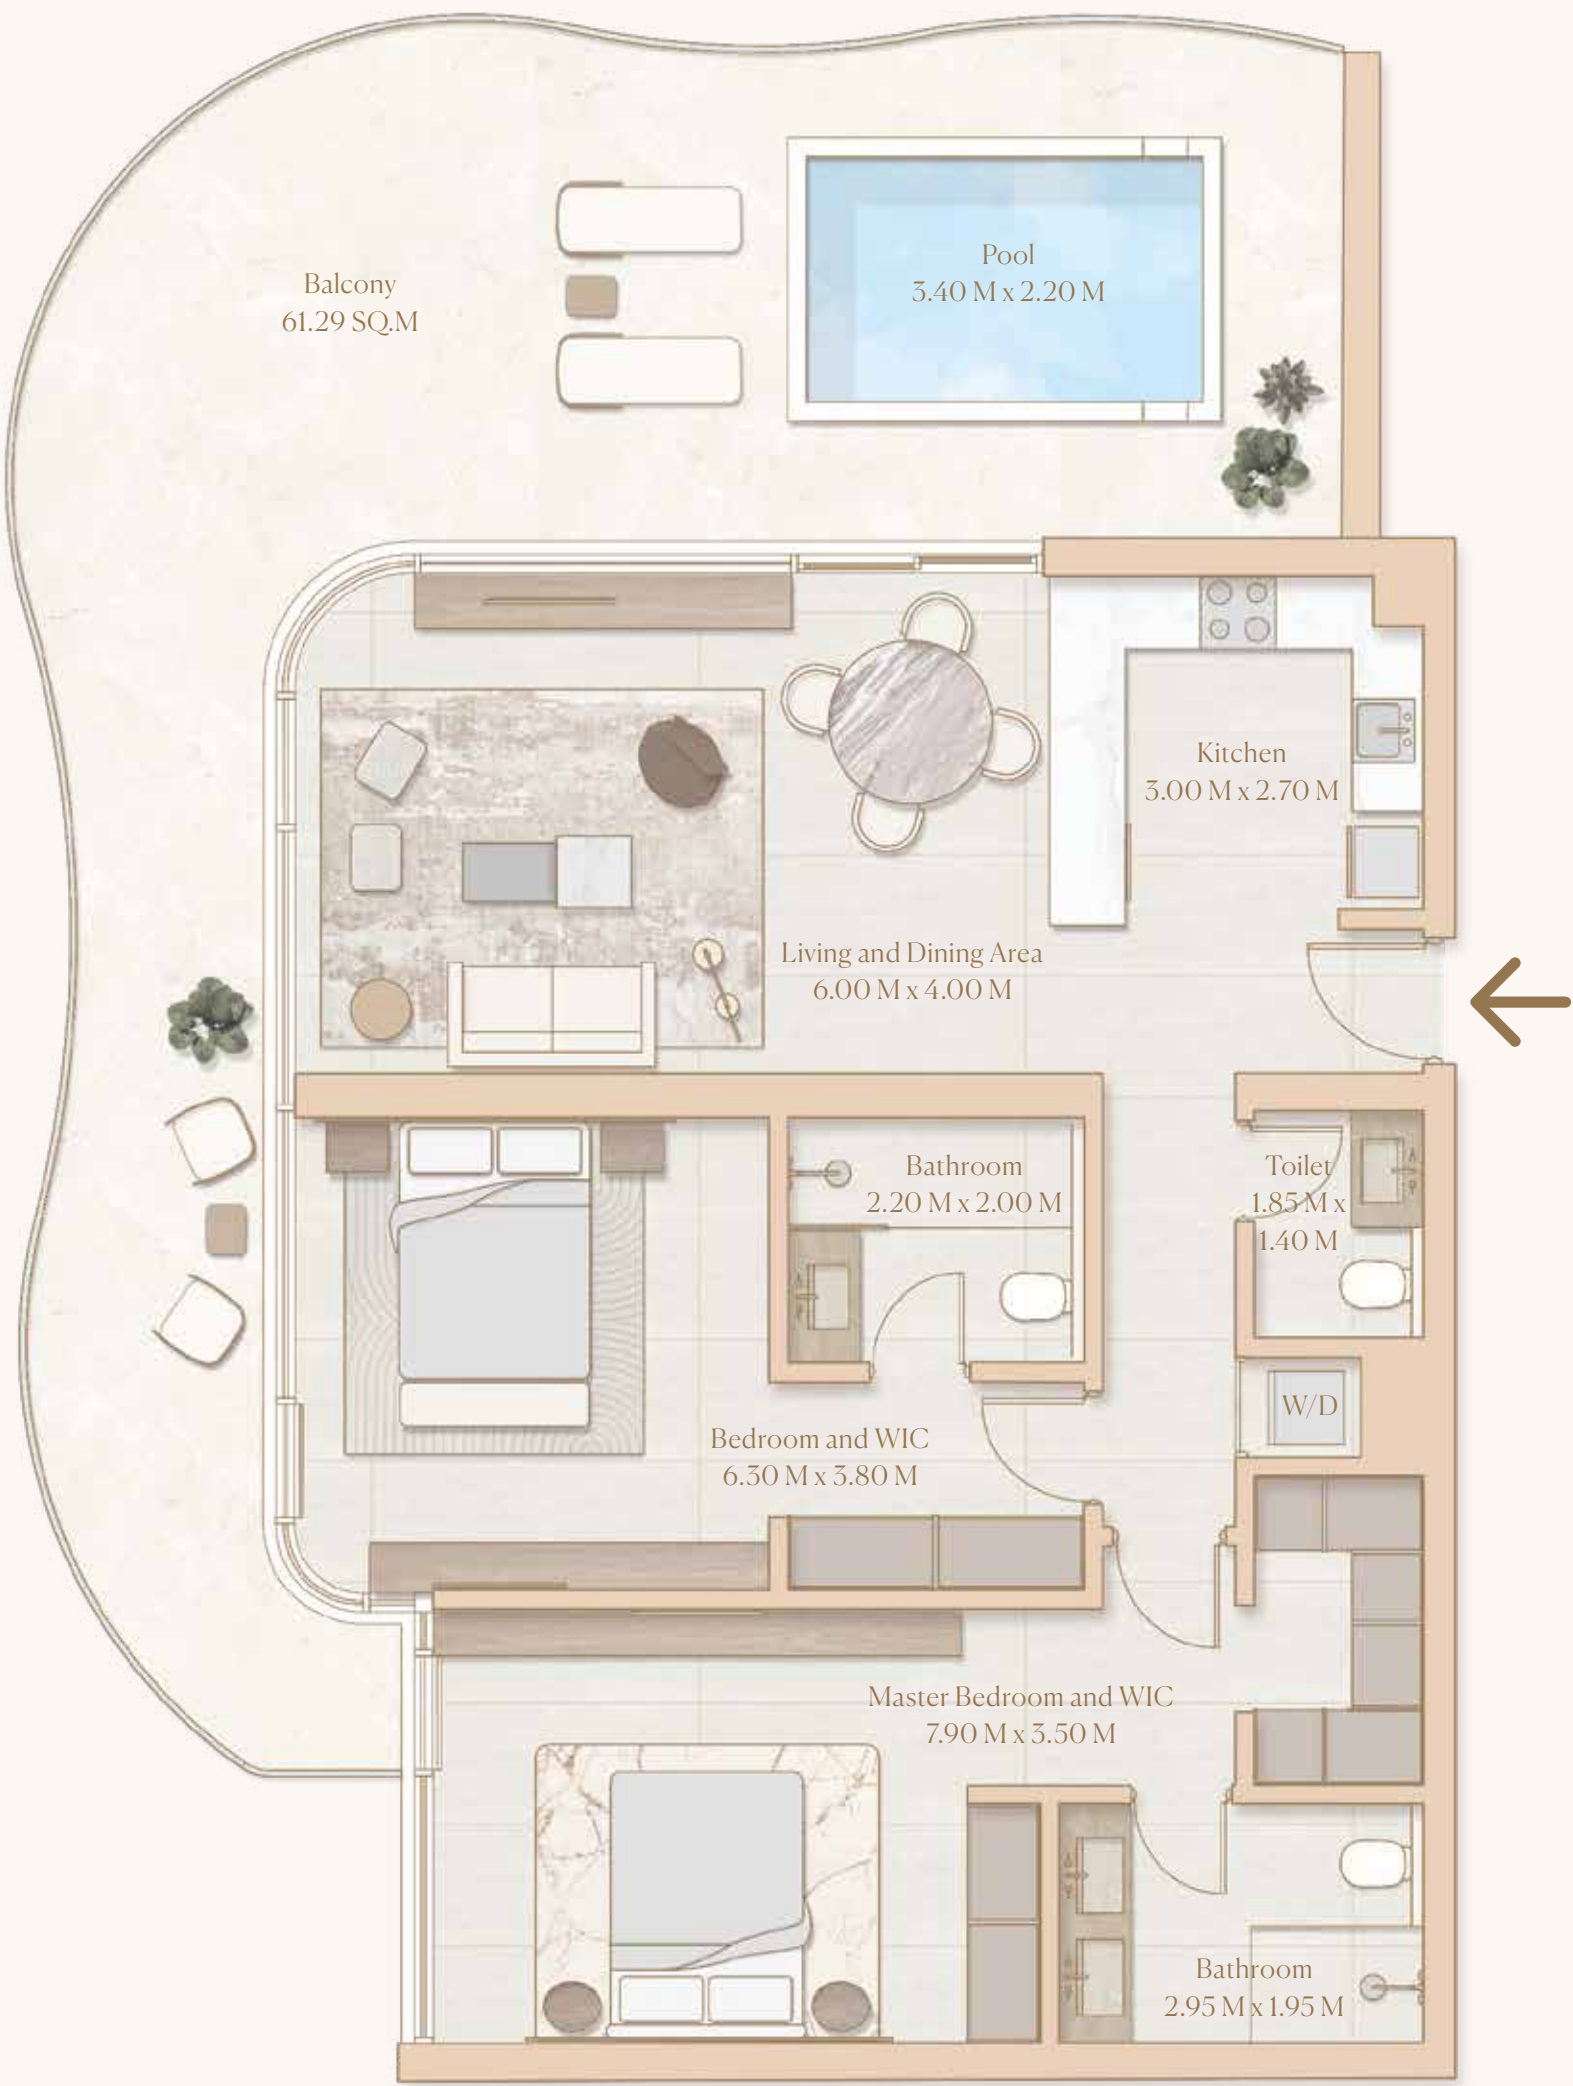 Pool
3.40 M x 2.20 M
Balcony
61.29 SQ.M
Kitchen
3.00 M x 2.70 M
Living and Dining Area
6.00 M x 4.00 M
Bathroom
2.20 M x 2.00 M
Toilet
1.85 M x
1.40 M
W/D
Bedroom and WIC
6.30 M x 3.80 M
Master Bedroom and WIC
7.90 M x 3.50 M
Bathroom
2.95 M x 1.95 M